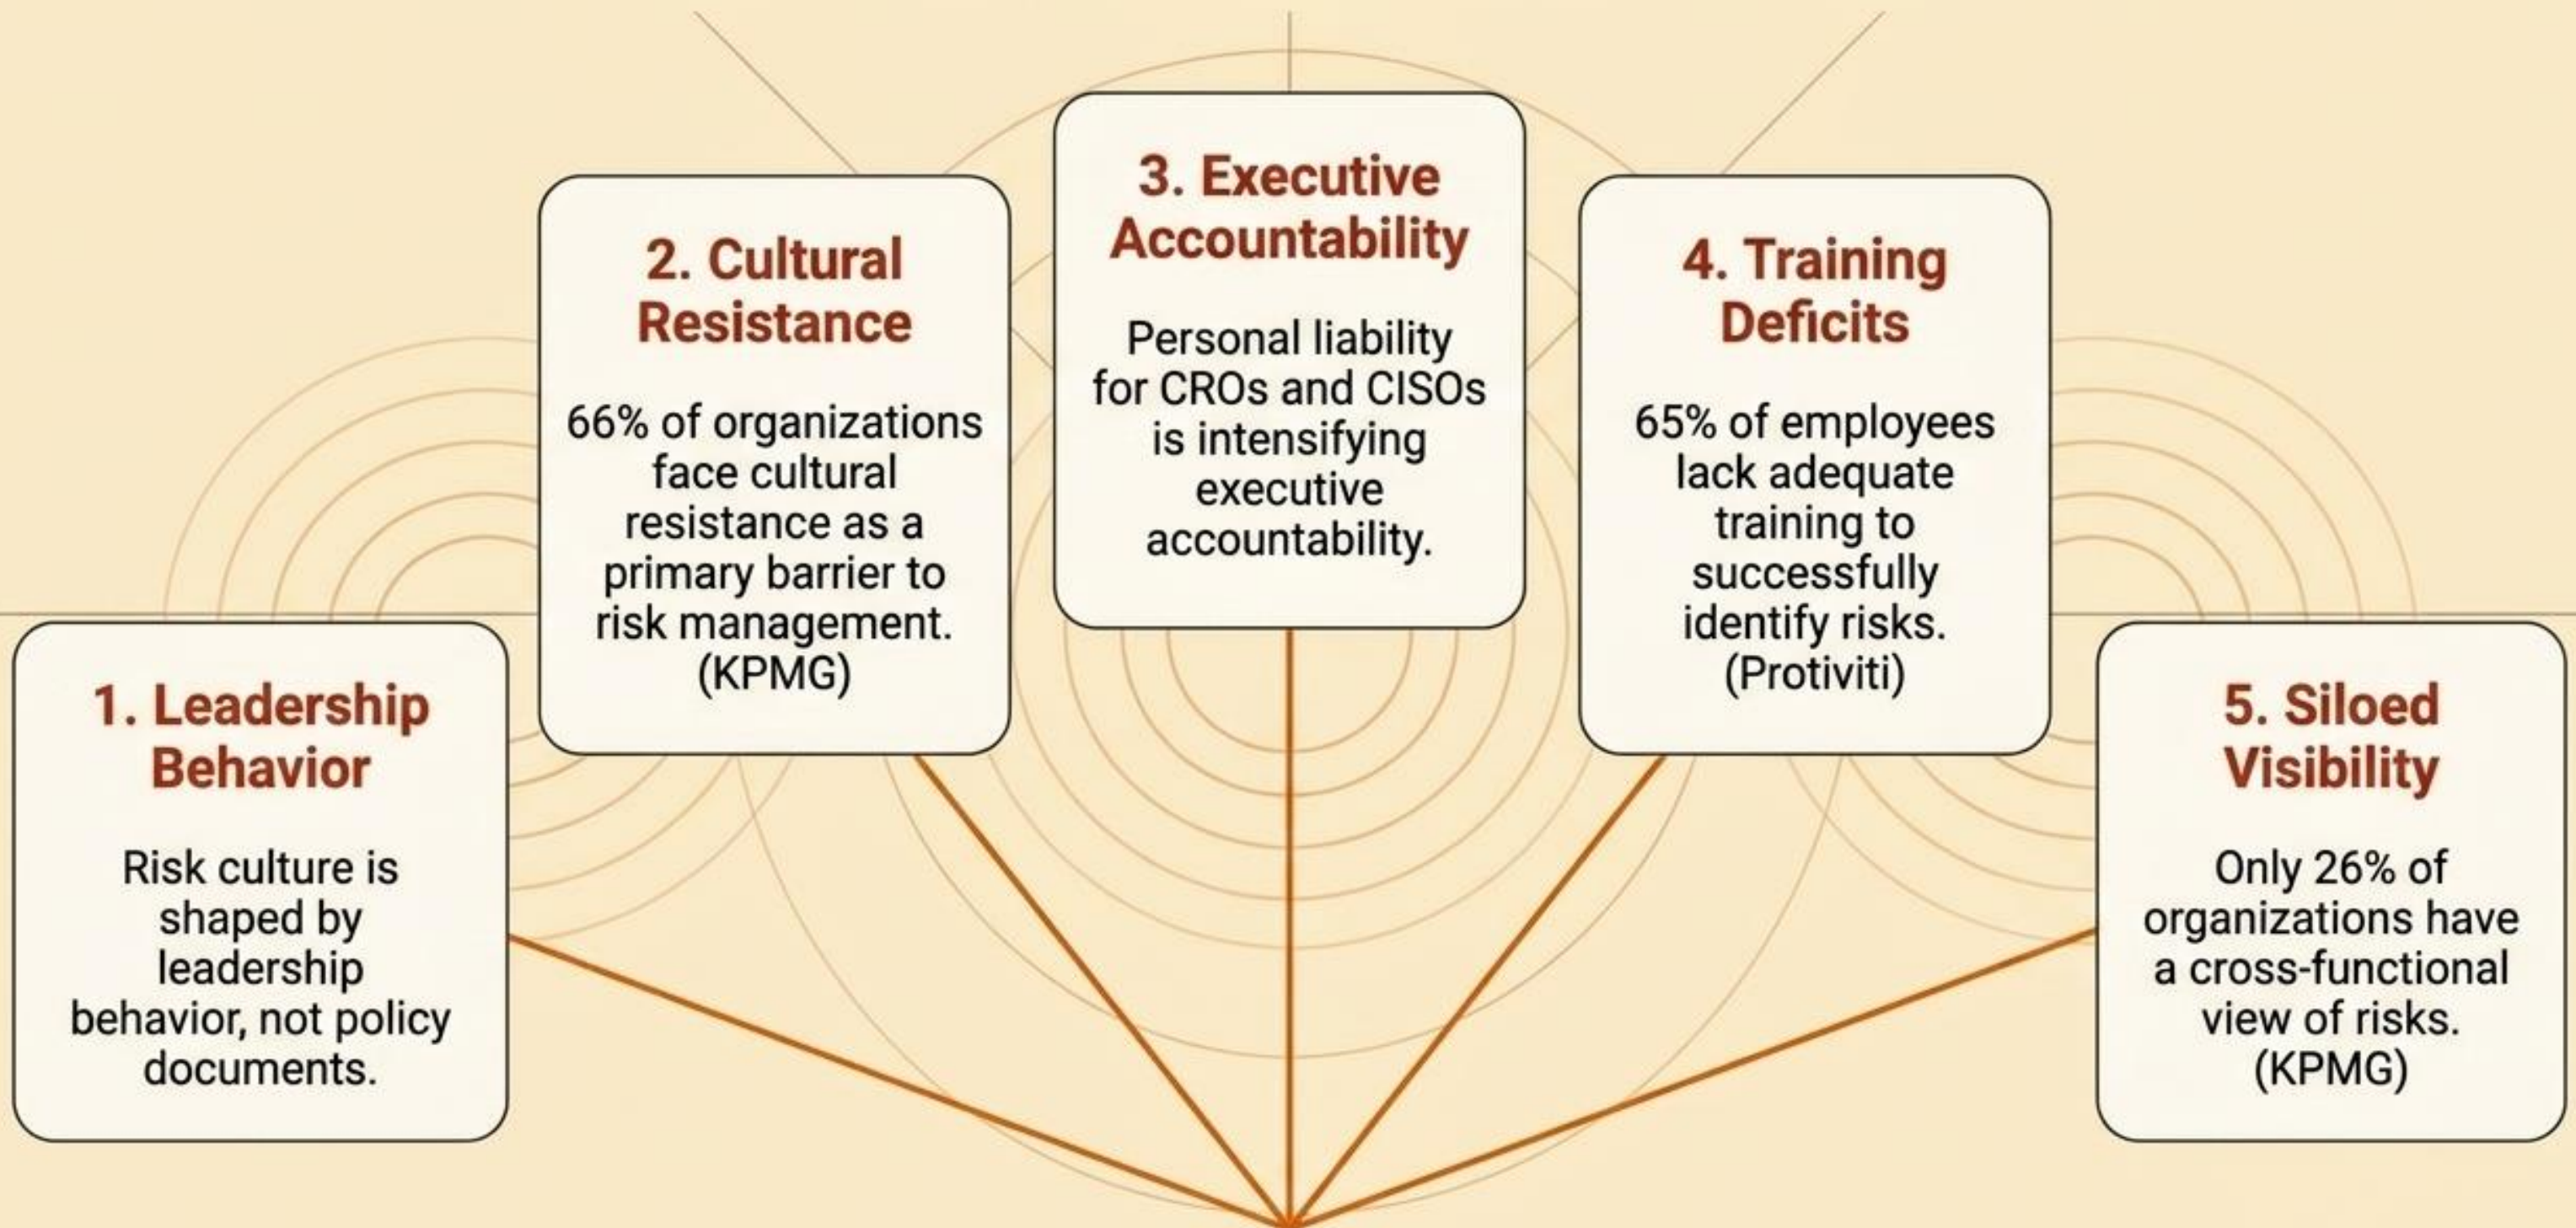 1. Leadership
Behavior
Risk culture is
shaped by
leadership
behavior, not policy
documents.
2. Cultural
Resistance
66% of organizations
face cultural
resistance as a
primary barrier to
risk management.
(KPMG)
3. Executive
Accountability
Personal liability
for CROs and CISOs
is intensifying
executive
accountability.
4. Training
Deficits
65% of employees
lack adequate
training to
successfully
identify risks.
(Protiviti)
5. Siloed
Visibility
Only 26% of
organizations have
a cross-functional
view of risks.
(KPMG)